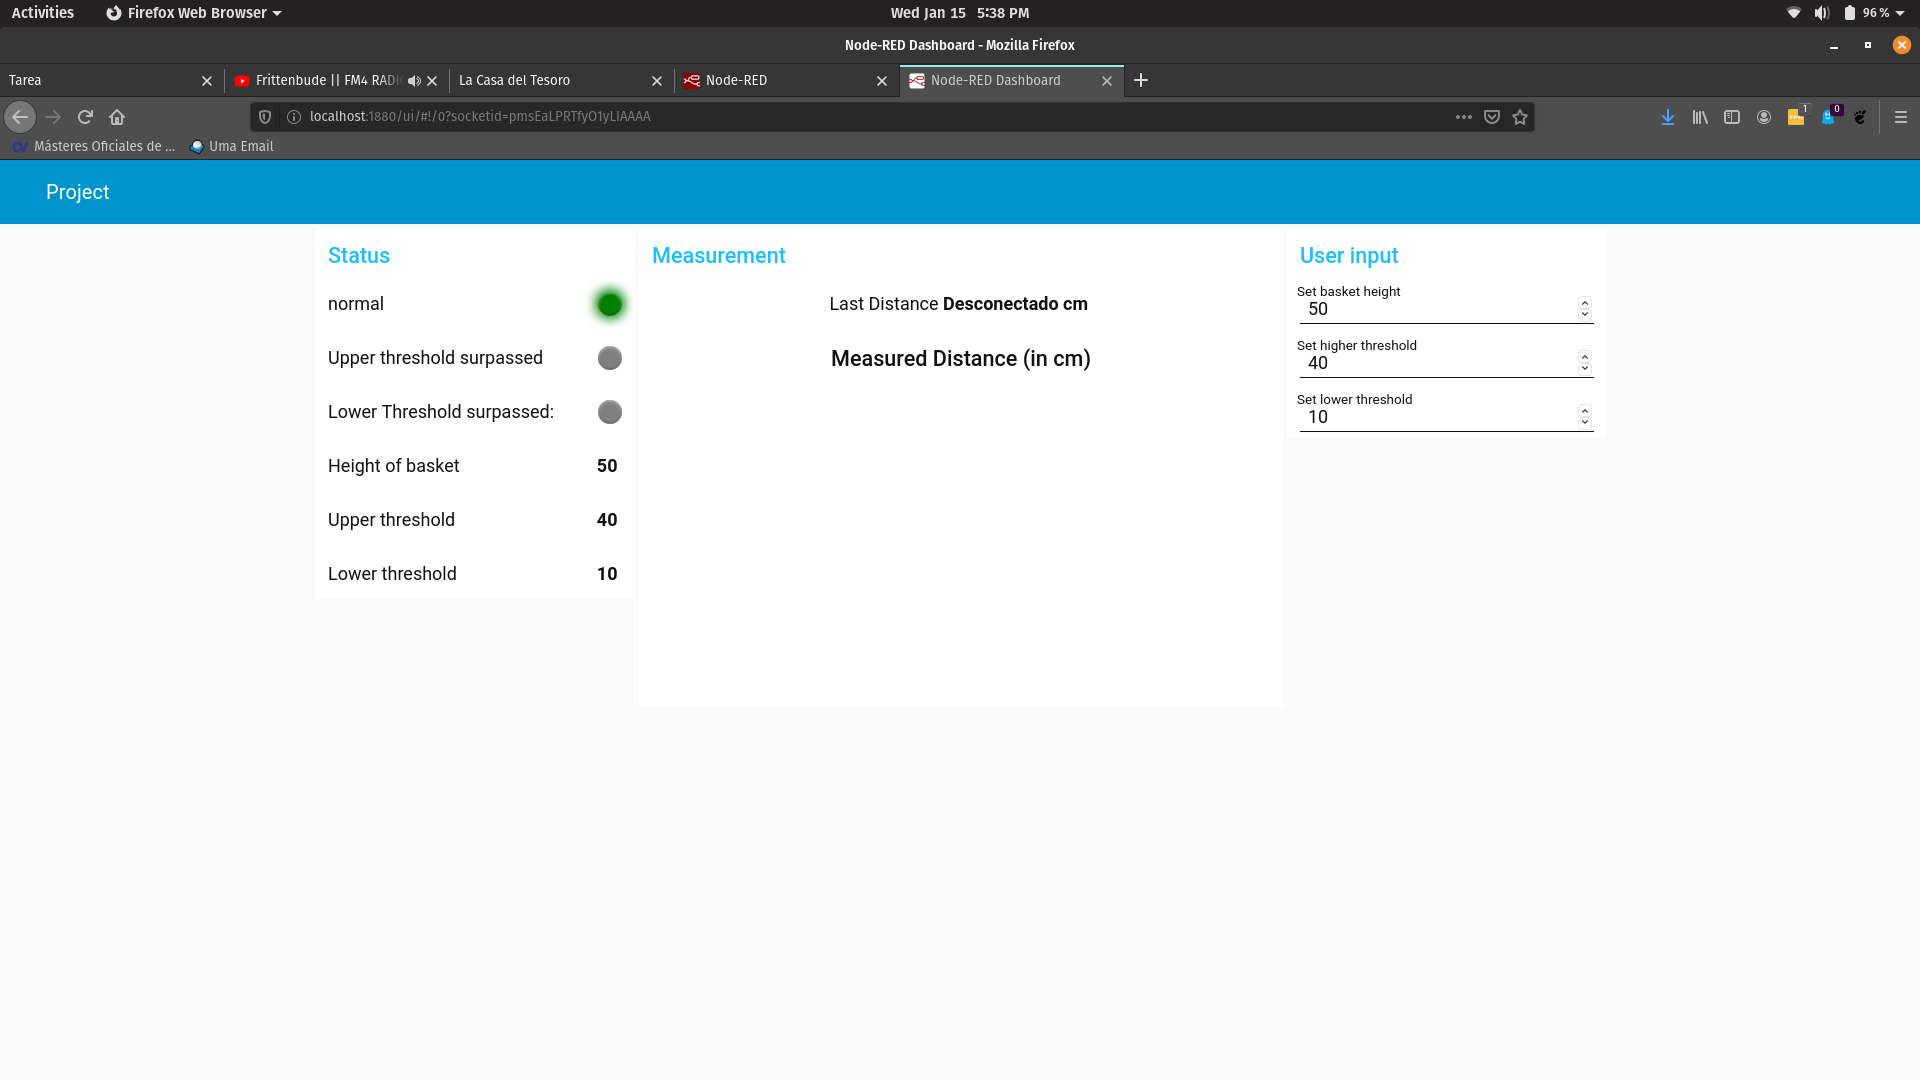 Activities
Firefox Web Browser
Wed Jan 15 5:38 PM
96 %
Node-RED Dashboard - Mozilla Firefox
Tarea
Frittenbude || FM4 RADI
La Casa del Tesoro
Node-RED
Node-RED Dashboard
localhost:1880/ui/#!/0?socketid=pmsEaLPRTfyO1yLIAAAA
1
0
Másteres Oficiales de ...
Uma Email
Project
Status
normal
Upper threshold surpassed
Lower Threshold surpassed:
Height of basket 50
Upper threshold 40
Lower threshold 10
Measurement
Last Distance Desconectado cm
Measured Distance (in cm)
User input
Set basket height
50
Set higher threshold
40
Set lower threshold
10